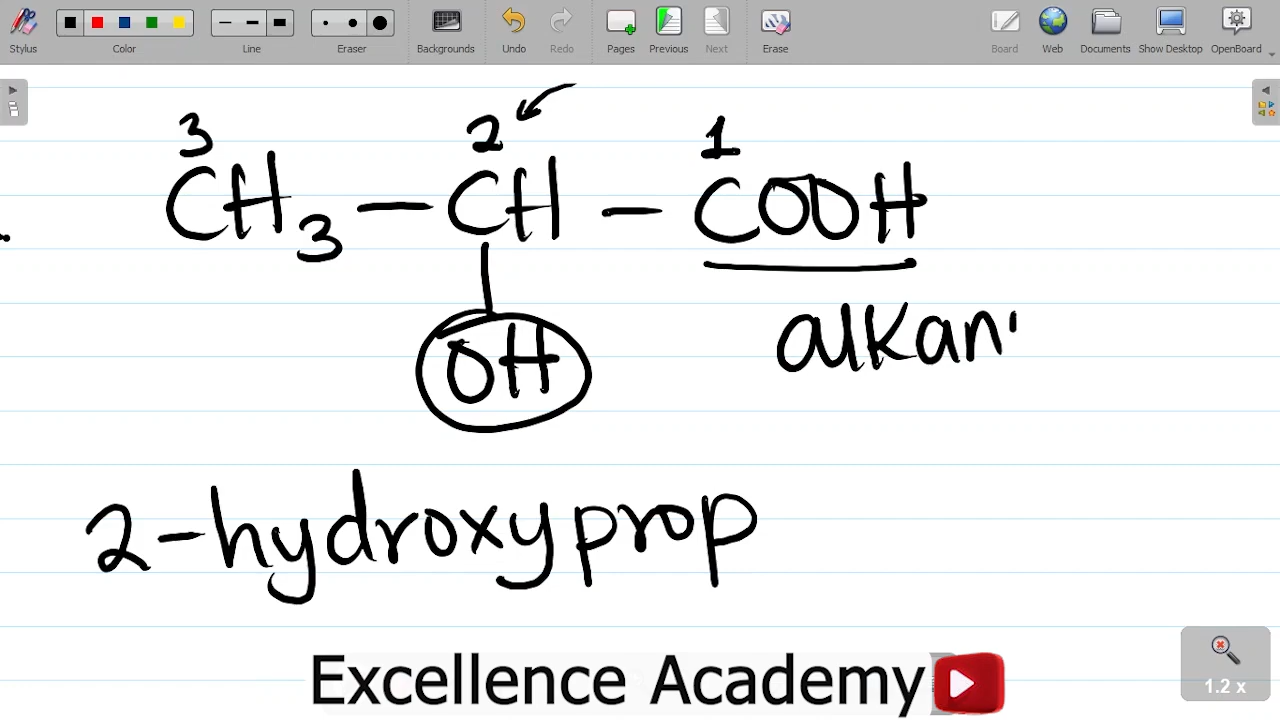 Stylus Color Line Eraser Backgrounds Undo Redo Pages Previous Next Erase Board Web Documents Show Desktop OpenBoard
3 2 1
CH3 - CH - COOH
OH
alkan
2-hydroxyprop
Excellence Academy
1.2 x